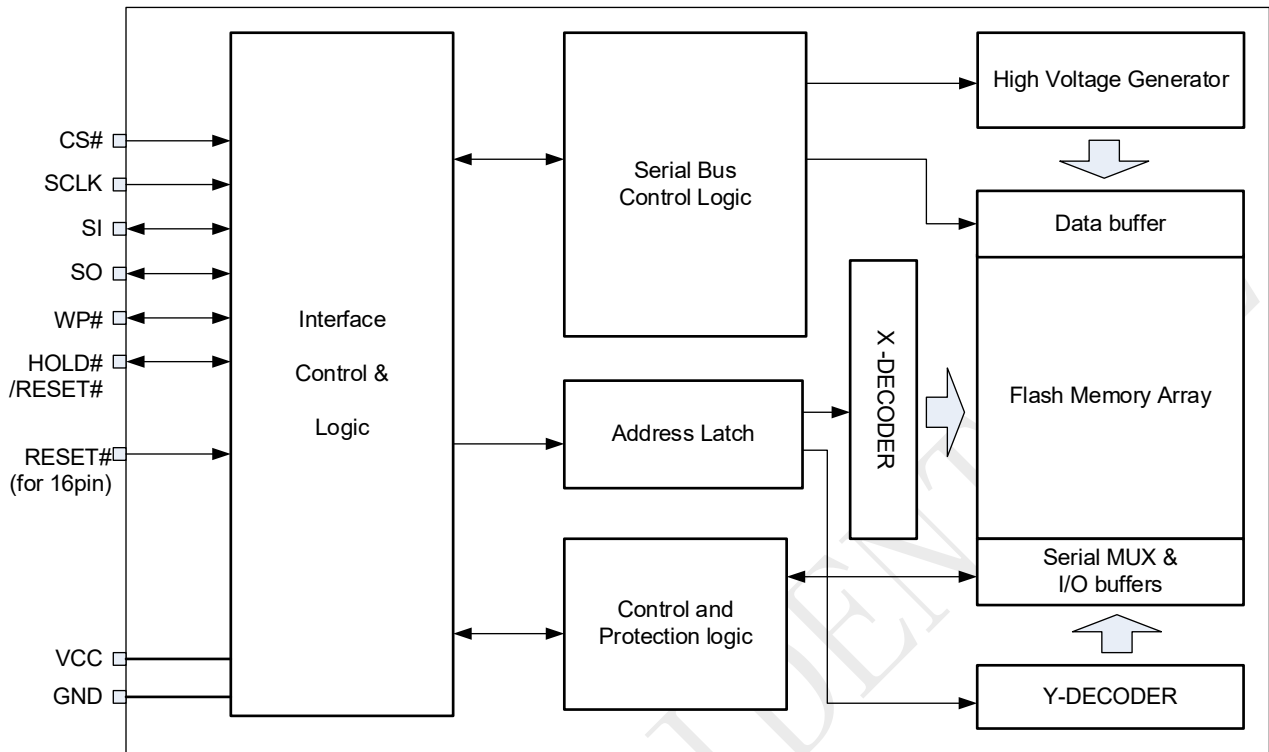 CS#
SCLK
SI
SO
WP#
HOLD#
/RESET#
RESET#
(for 16pin)
VCC
GND
Interface
Control &
Logic
Serial Bus
Control Logic
Address Latch
Control and
Protection logic
X -DECODER
High Voltage Generator
Data buffer
Flash Memory Array
Serial MUX &
I/O buffers
Y-DECODER